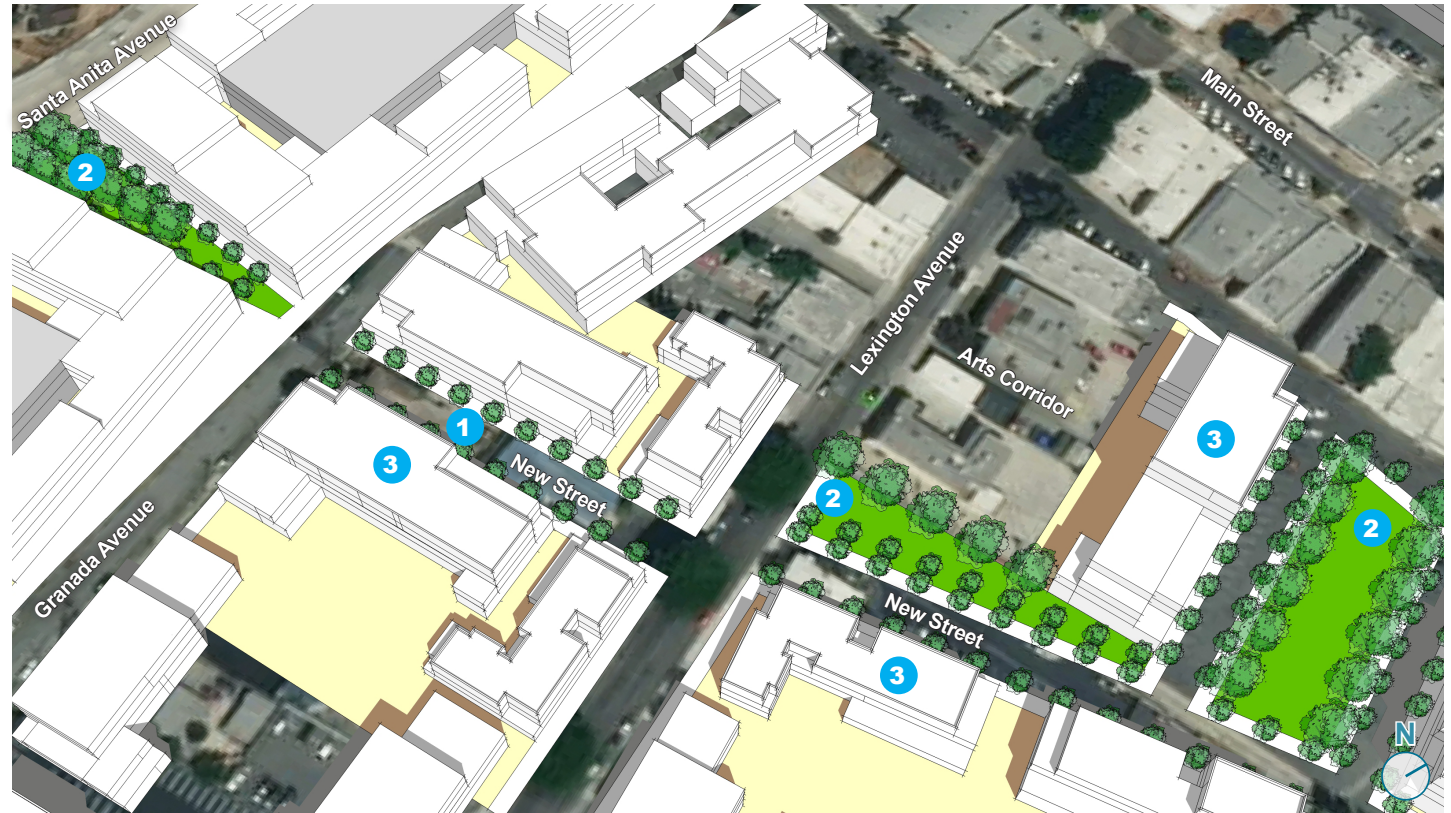 Santa Anita Avenue
Main Street
2
Lexington Avenue
Arts Corridor
1
3
3
New Street
2
2
Granada Avenue
New Street
3
N